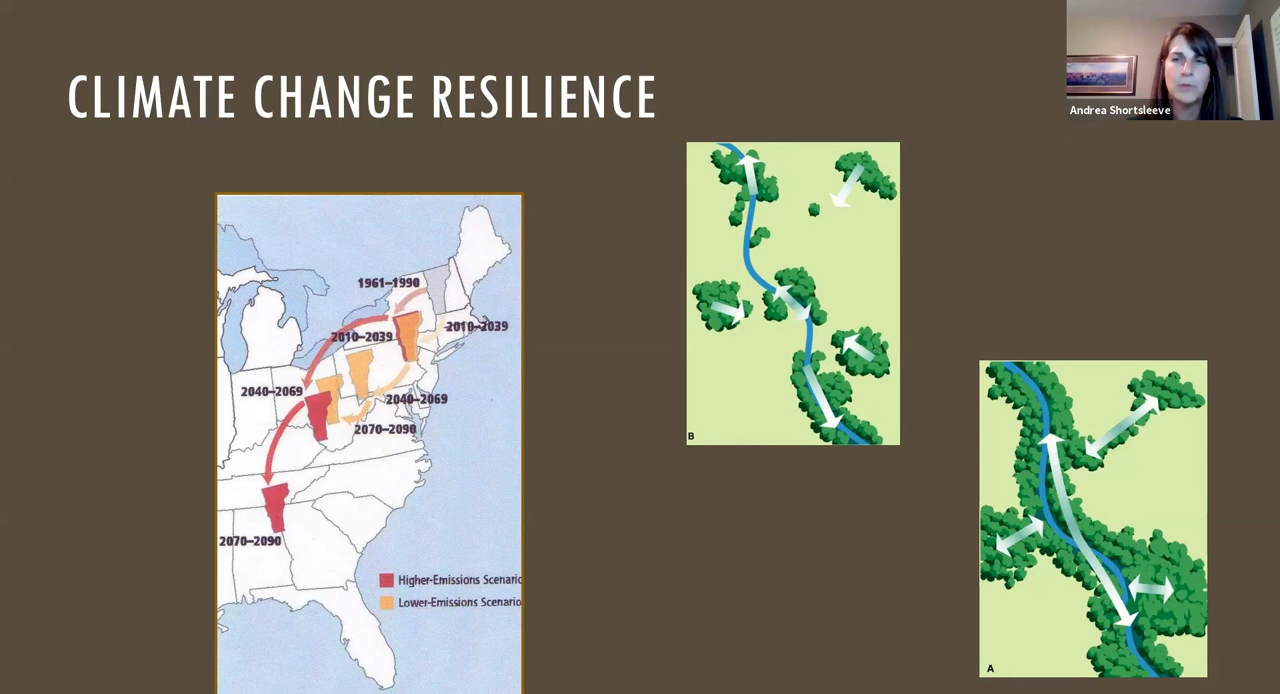 CLIMATE CHANGE RESILIENCE
Andrea Shortsleeve
1961–1990
2010–2039
2010–2039
2040–2069
2040–2069
2070–2090
2070–2090
Higher-Emissions Scenario
Lower-Emissions Scenario
B
A